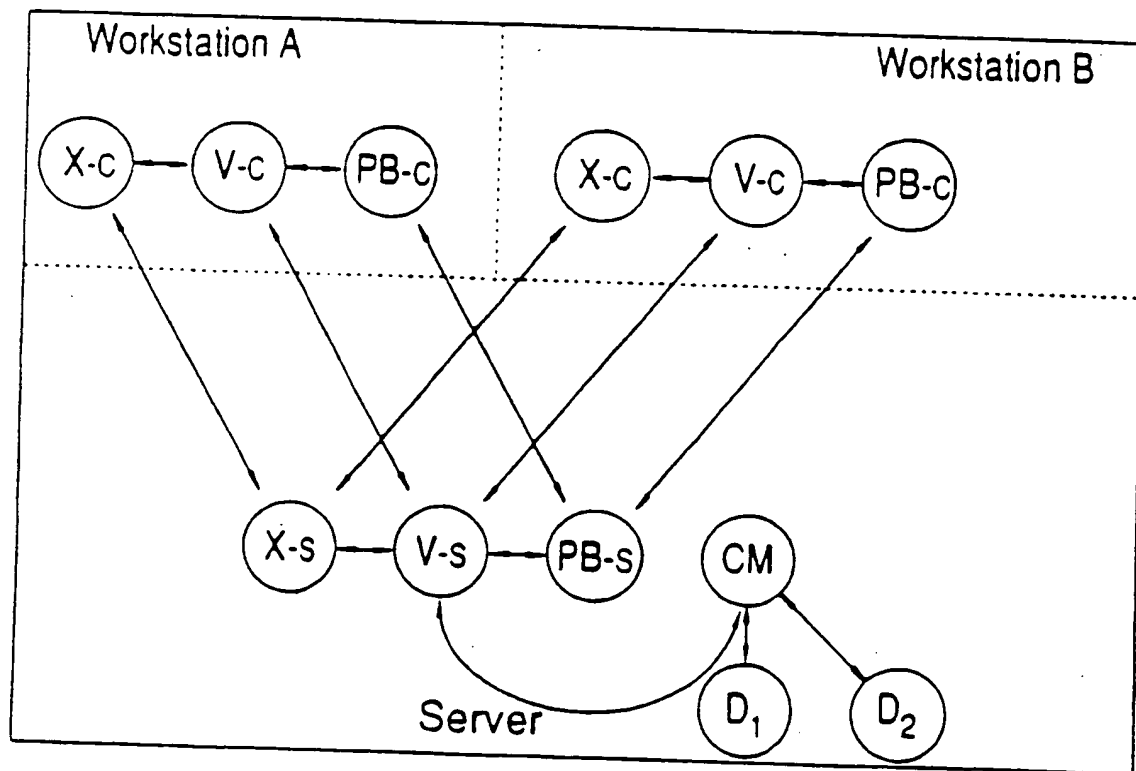 Workstation A
Workstation B
X-c
V-c
PB-c
X-c
V-c
PB-c
X-s
V-s
PB-s
CM
Server
D1
D2